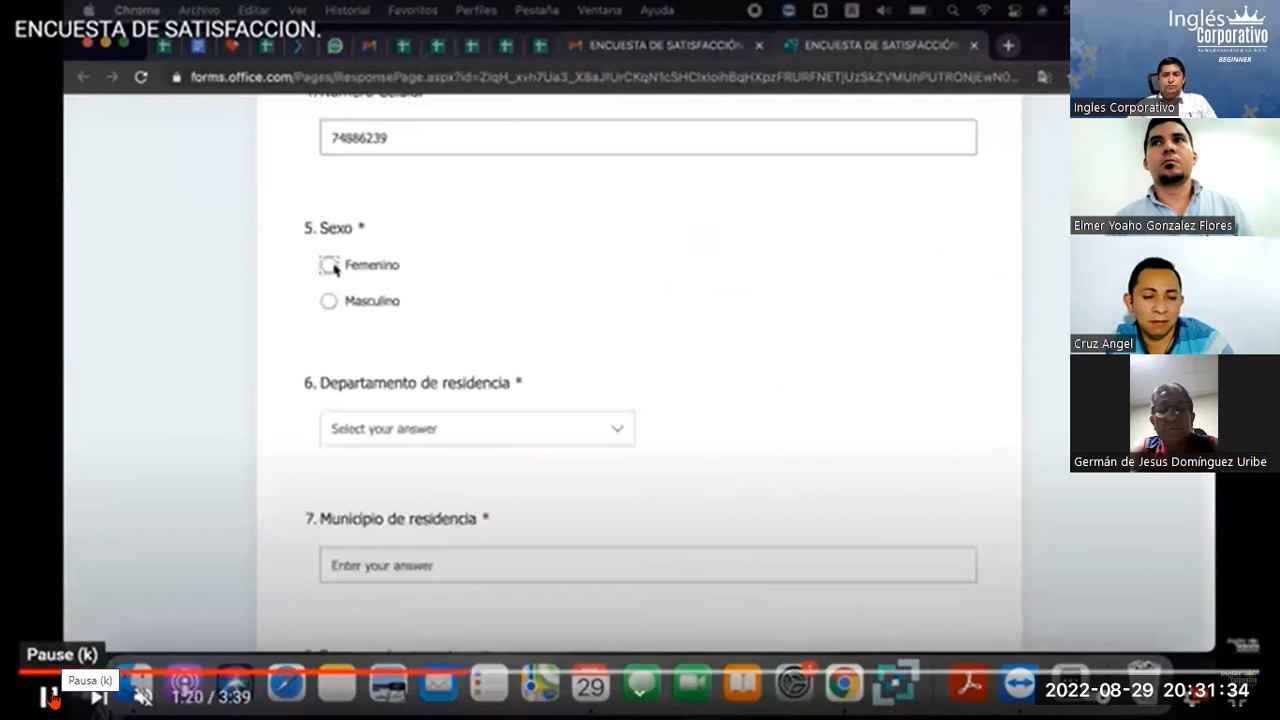 Chrome Archivo Editar Ver Historial Favoritos Perfiles Pestaña Ventana Ayuda
ENCUESTA DE SATISFACCION.
ENCUESTA DE SATISFACCIÓN
ENCUESTA DE SATISFACCIÓN
Número Celular
74886239
5. Sexo *
Femenino
Masculino
6. Departamento de residencia *
Select your answer
7. Municipio de residencia *
Enter your answer
Pause (k)
Pausa (k)
1:20 / 3:39
29
2022-08-29 20:31:34
Inglés
Corporativo
BEGINNER
Ingles Corporativo
Elmer Yoaho Gonzalez Flores
Cruz Angel
Germán de Jesus Domínguez Uribe